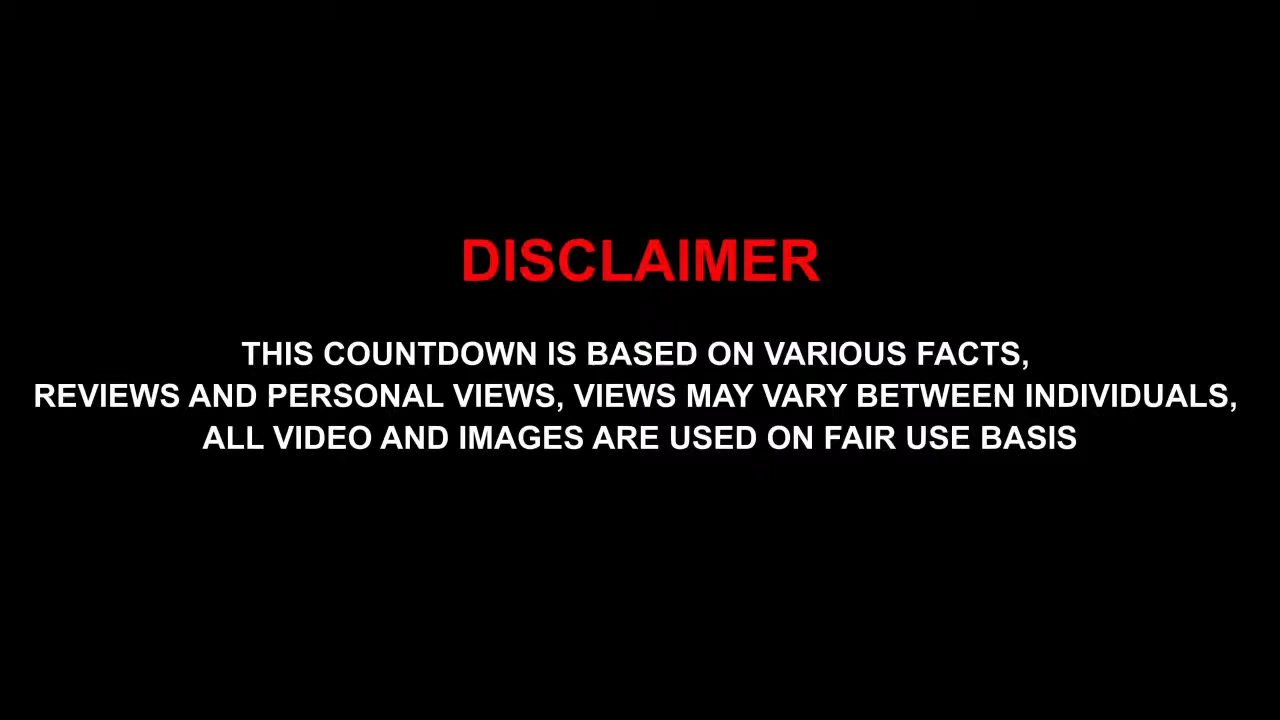 DISCLAIMER
THIS COUNTDOWN IS BASED ON VARIOUS FACTS,
REVIEWS AND PERSONAL VIEWS, VIEWS MAY VARY BETWEEN INDIVIDUALS,
ALL VIDEO AND IMAGES ARE USED ON FAIR USE BASIS